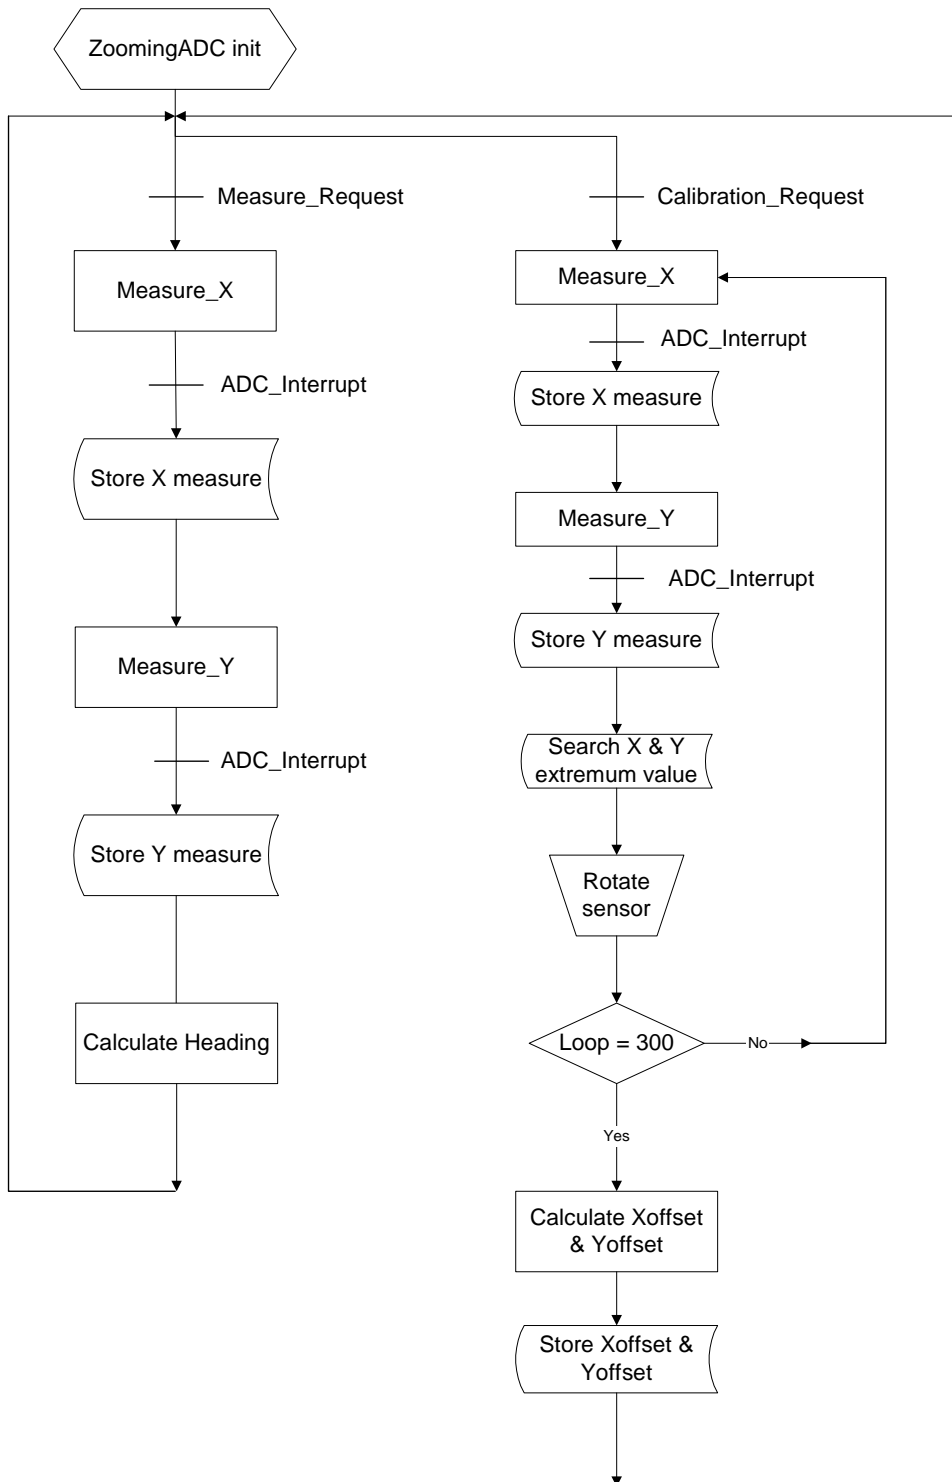 ZoomingADC init
Measure_Request
Measure_X
ADC_Interrupt
Store X measure
Measure_Y
ADC_Interrupt
Store Y measure
Calculate Heading
Calibration_Request
Measure_X
ADC_Interrupt
Store X measure
Measure_Y
ADC_Interrupt
Store Y measure
Search X & Y
extremum value
Rotate
sensor
Loop = 300
No
Yes
Calculate Xoffset
& Yoffset
Store Xoffset &
Yoffset